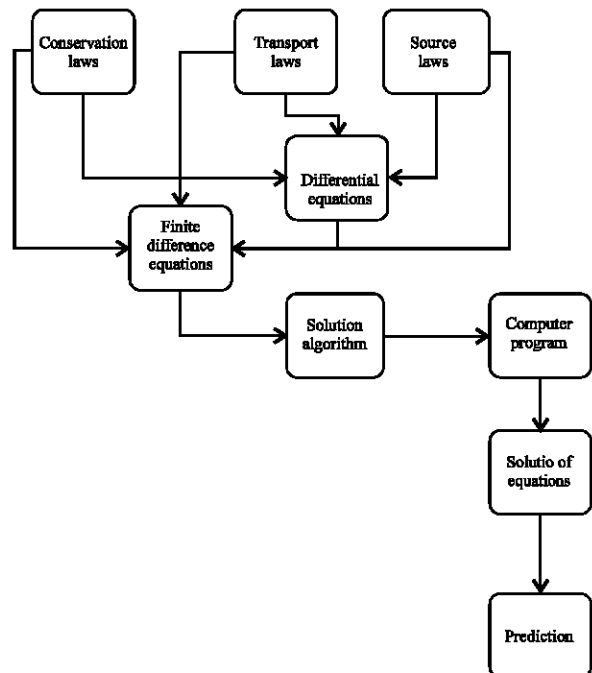 Conservation
laws
Transport
laws
Source
laws
Differential
equations
Finite
difference
equations
Solution
algorithm
Computer
program
Solutio of
equations
Prediction